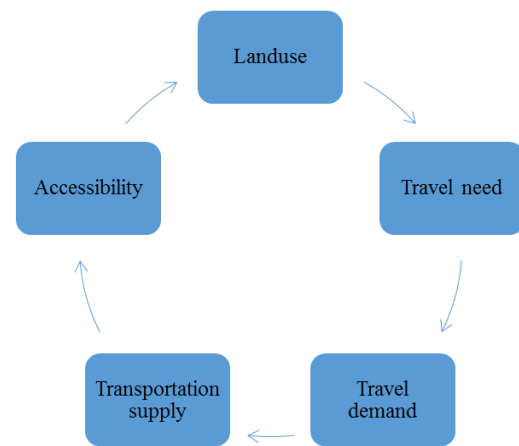 Landuse
Travel need
Travel
demand
Transportation
supply
Accessibility